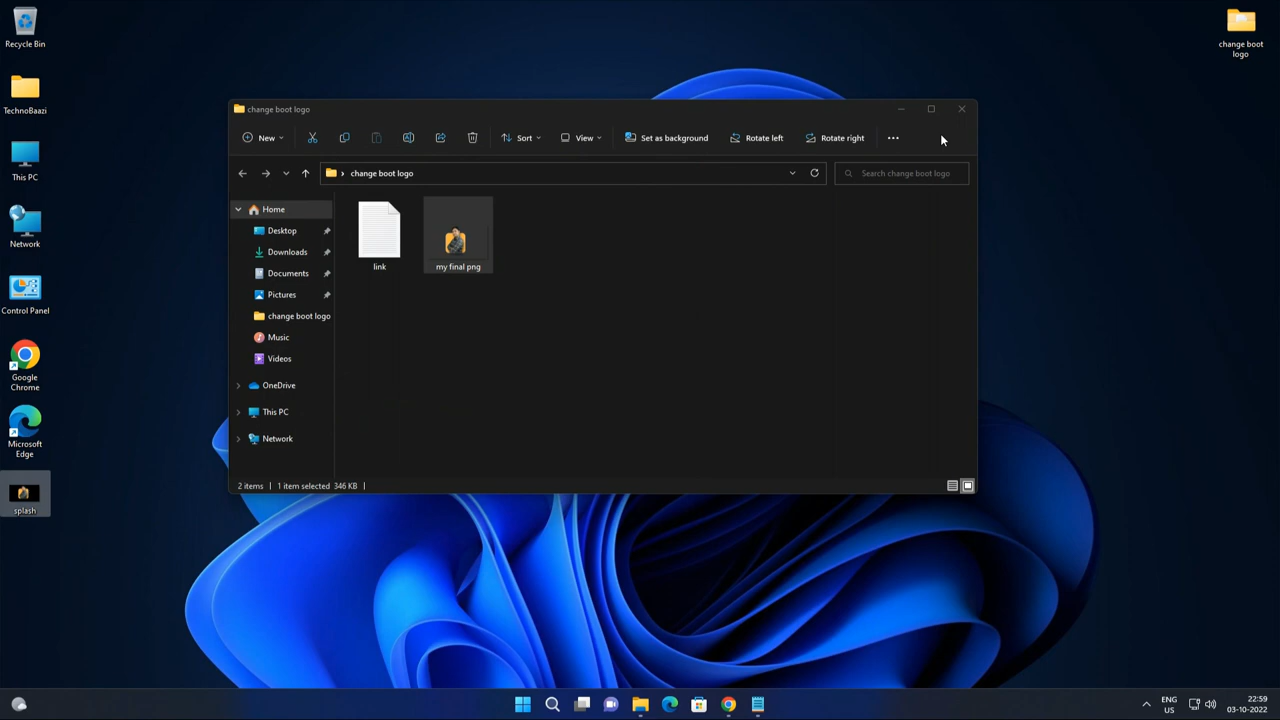 Recycle Bin
TechnoBaazi
This PC
Network
Control Panel
Google
Chrome
Microsoft
Edge
splash
change boot
logo
change boot logo
New
Sort
View
Set as background
Rotate left
Rotate right
change boot logo
Search change boot logo
Home
Desktop
Downloads
Documents
Pictures
change boot logo
Music
Videos
OneDrive
This PC
Network
link
my final png
2 items
1 item selected 346 KB
ENG
US
22:59
03-10-2022